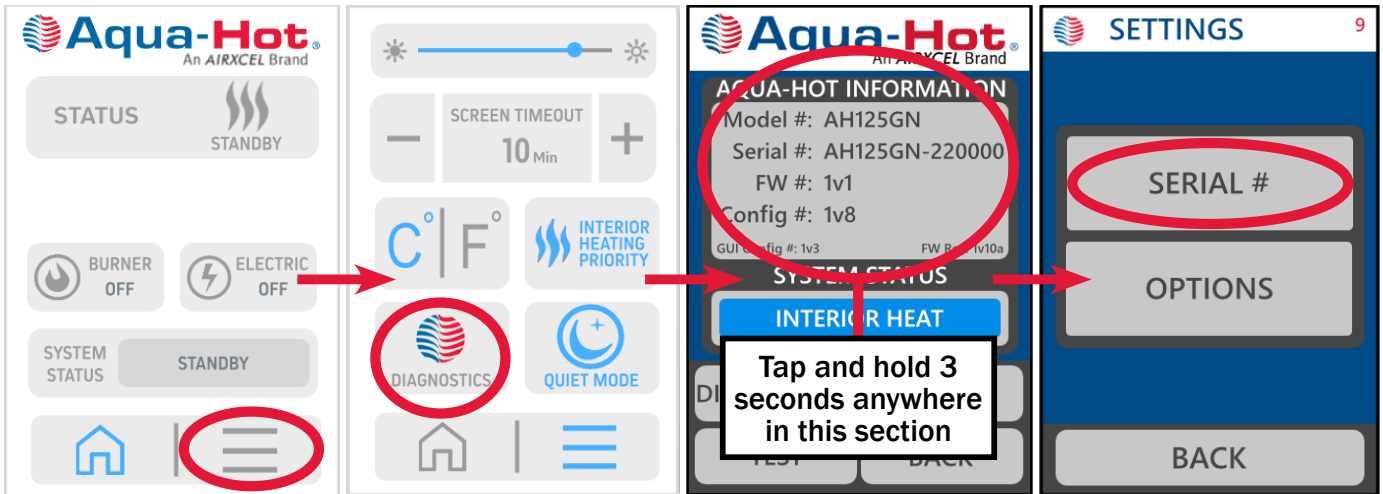 Aqua-Hot®
An AIRXCEL Brand
STATUS
STANDBY
BURNER
OFF
ELECTRIC
OFF
SYSTEM
STATUS
STANDBY
SCREEN TIMEOUT
10 Min
C° F°
INTERIOR
HEATING
PRIORITY
DIAGNOSTICS
QUIET MODE
Aqua-Hot®
An AIRXCEL Brand
AQUA-HOT INFORMATION
Model #: AH125GN
Serial #: AH125GN-220000
FW #: 1v1
Config #: 1v8
GUI Config #: 1v3 FW Rev: 1v10a
SYSTEM STATUS
INTERIOR HEAT
Tap and hold 3
seconds anywhere
in this section
TEST BACK
SETTINGS 9
SERIAL #
OPTIONS
BACK